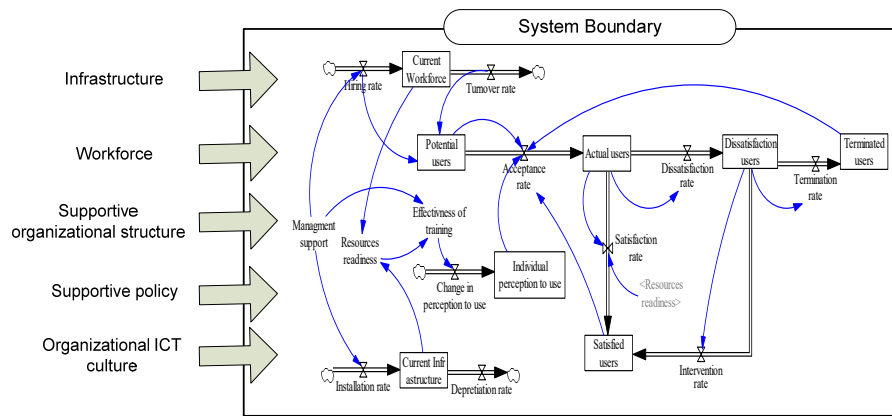 System Boundary
Infrastructure
Workforce
Supportive
organizational structure
Supportive policy
Organizational ICT
culture
Hiring rate
Current
Workforce
Turnover rate
Potential
users
Acceptance
rate
Actual users
Dissatisfaction
rate
Dissatisfaction
users
Termination
rate
Terminated
users
Managment
support
Resources
readiness
Effectiveness of
training
Change in
perception to use
Individual
perception to use
Satisfaction
rate
<Resources
readiness>
Satisfied
users
Intervention
rate
Installation rate
Current Infr
astructure
Depretiation rate